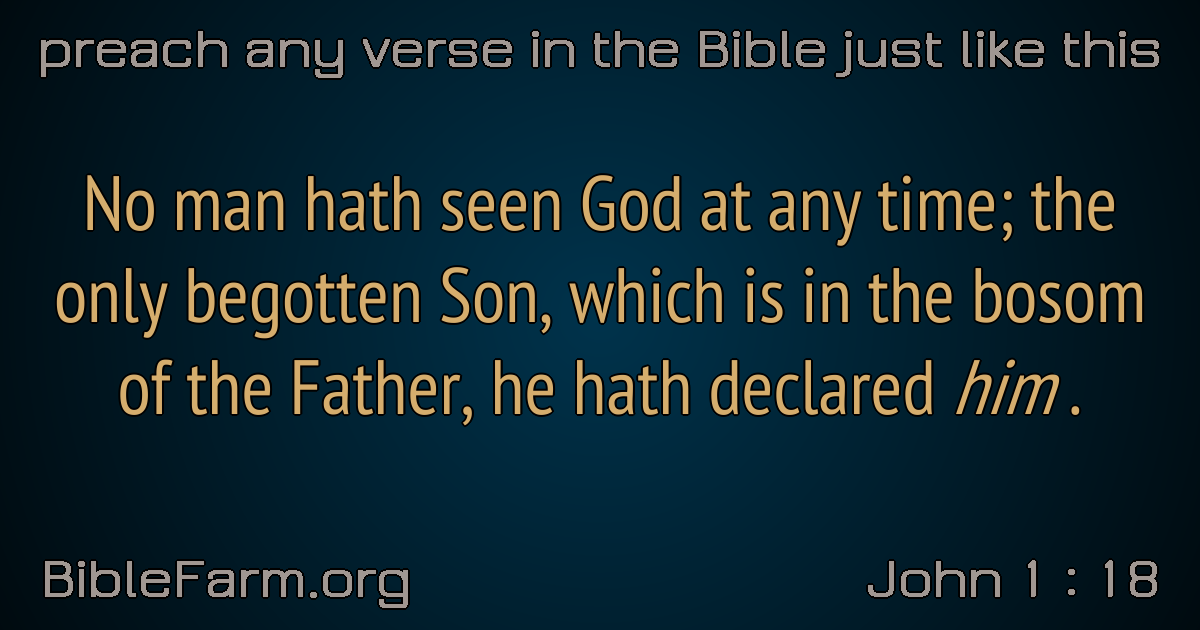 preach any verse in the Bible just like this
No man hath seen God at any time; the
only begotten Son, which is in the bosom
of the Father, he hath declared him .
BibleFarm.org
John 1 : 18